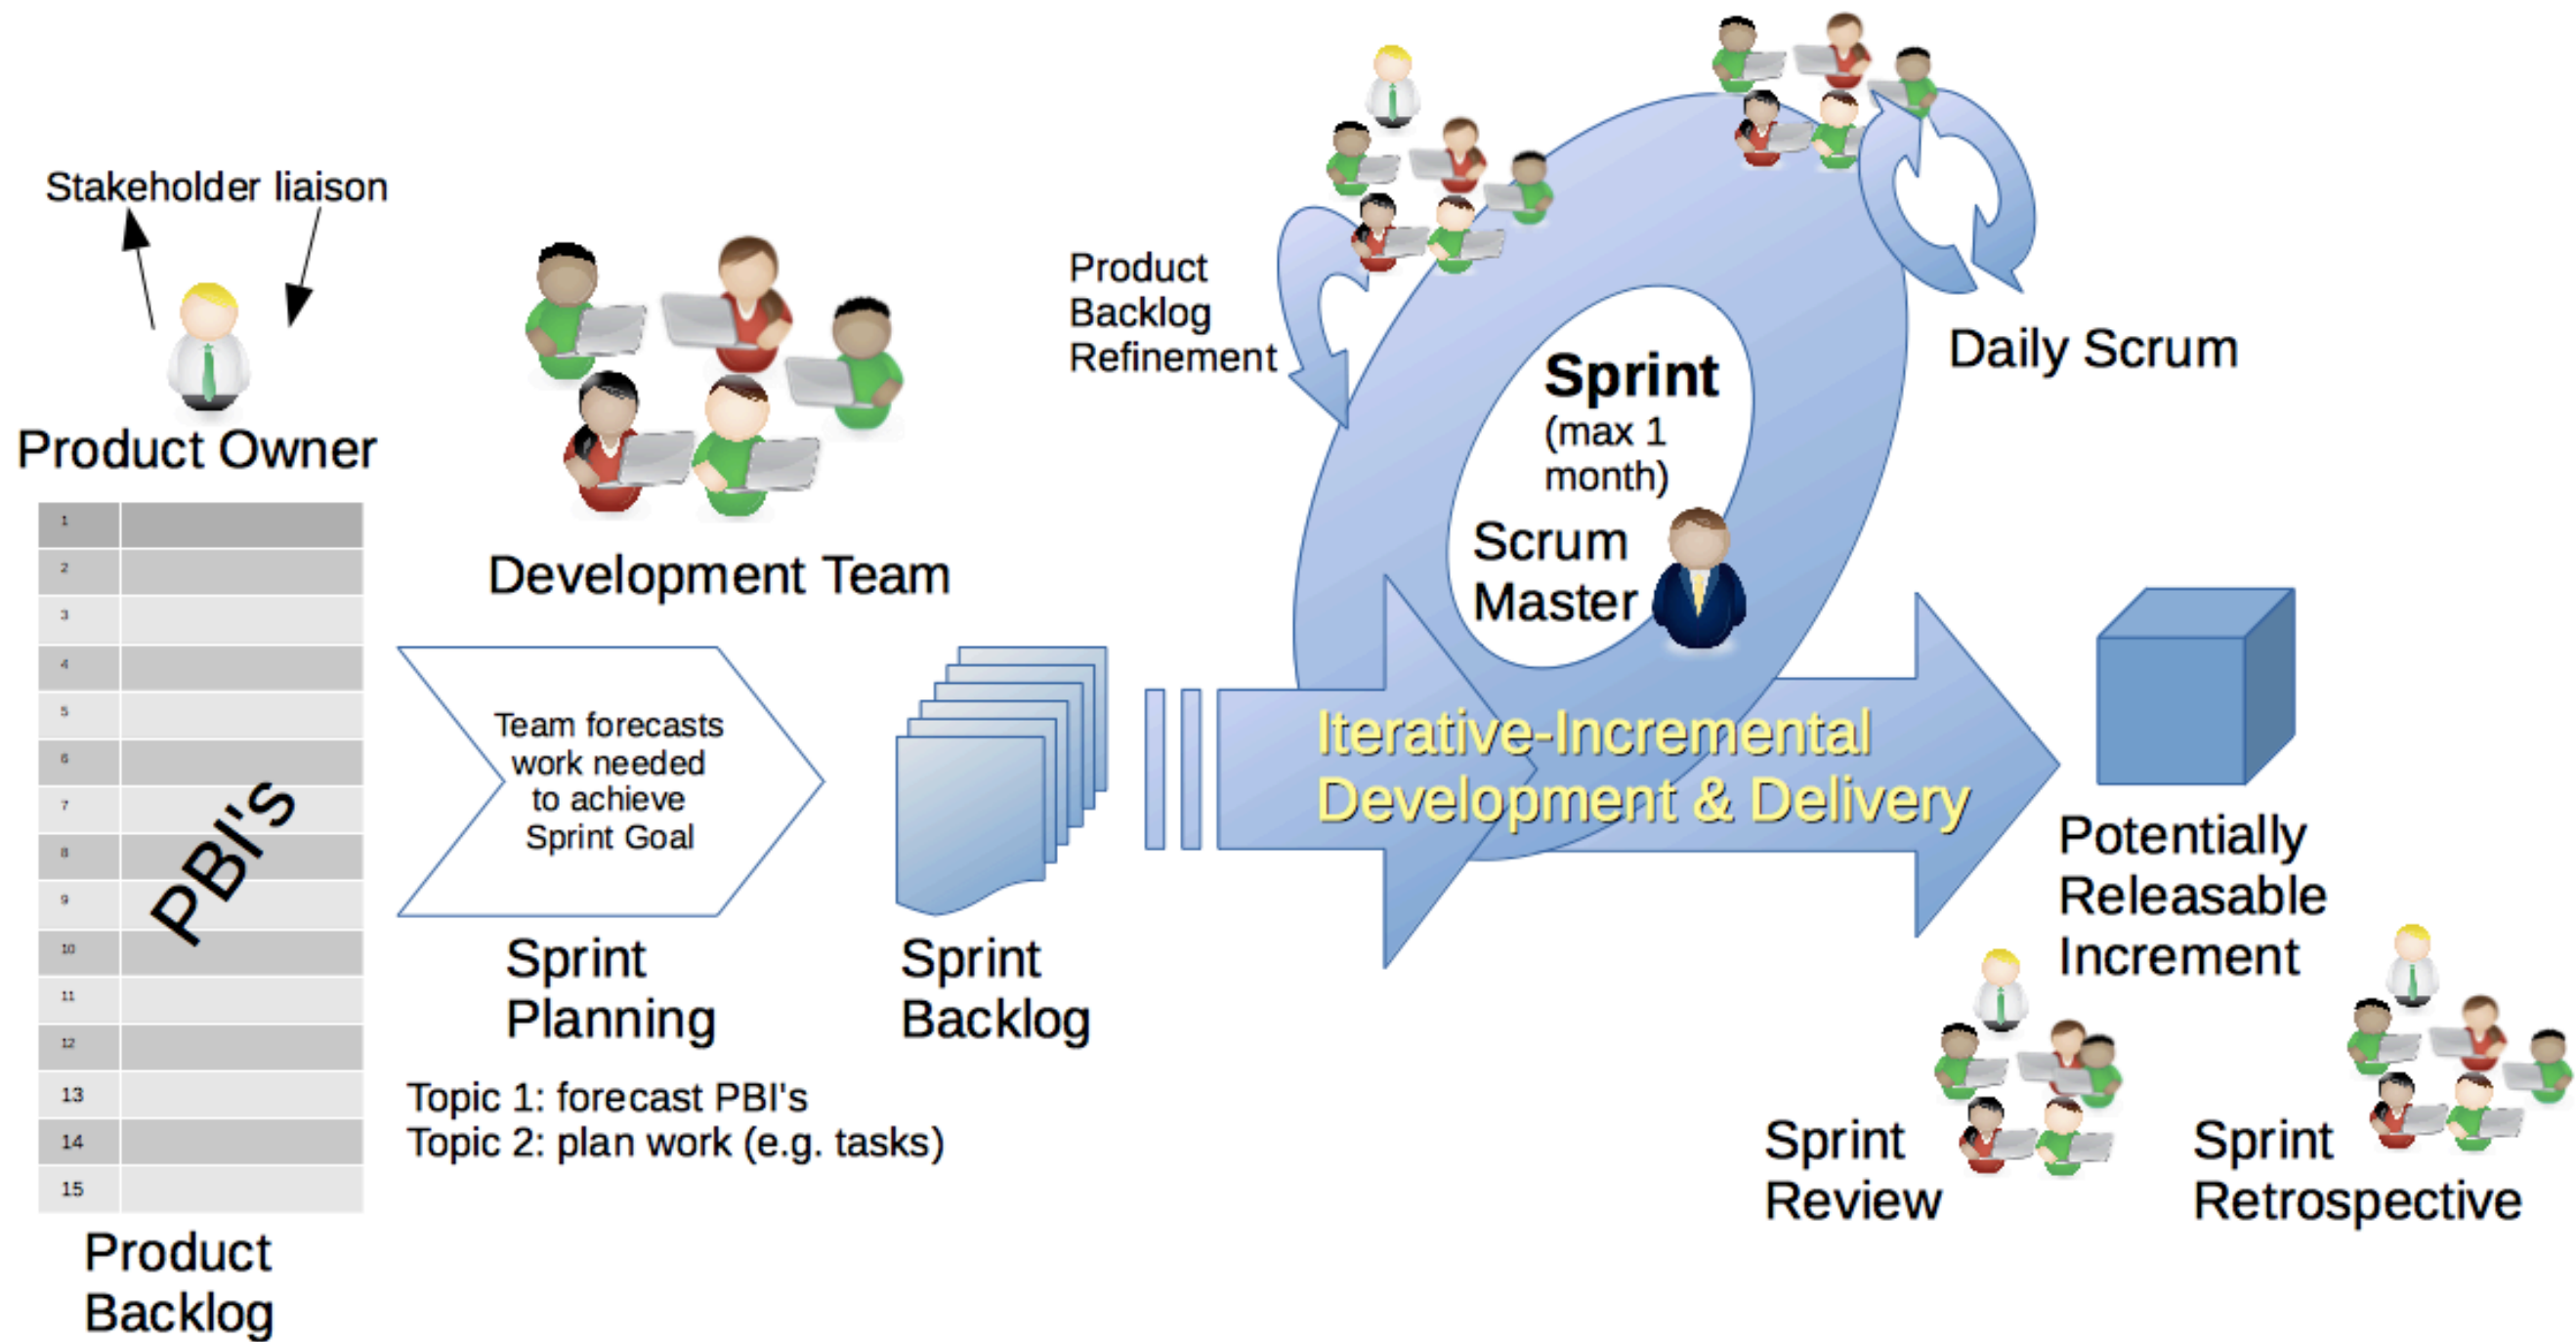 Stakeholder liaison
Product Owner
1
2
3
4
5
6
7
8
9
10
11
12
13
14
15
PBI's
Product
Backlog
Development Team
Team forecasts
work needed
to achieve
Sprint Goal
Sprint
Planning
Topic 1: forecast PBI's
Topic 2: plan work (e.g. tasks)
Sprint
Backlog
Product
Backlog
Refinement
Sprint
(max 1
month)
Scrum
Master
Daily Scrum
Iterative-Incremental
Development & Delivery
Potentially
Releasable
Increment
Sprint
Review
Sprint
Retrospective